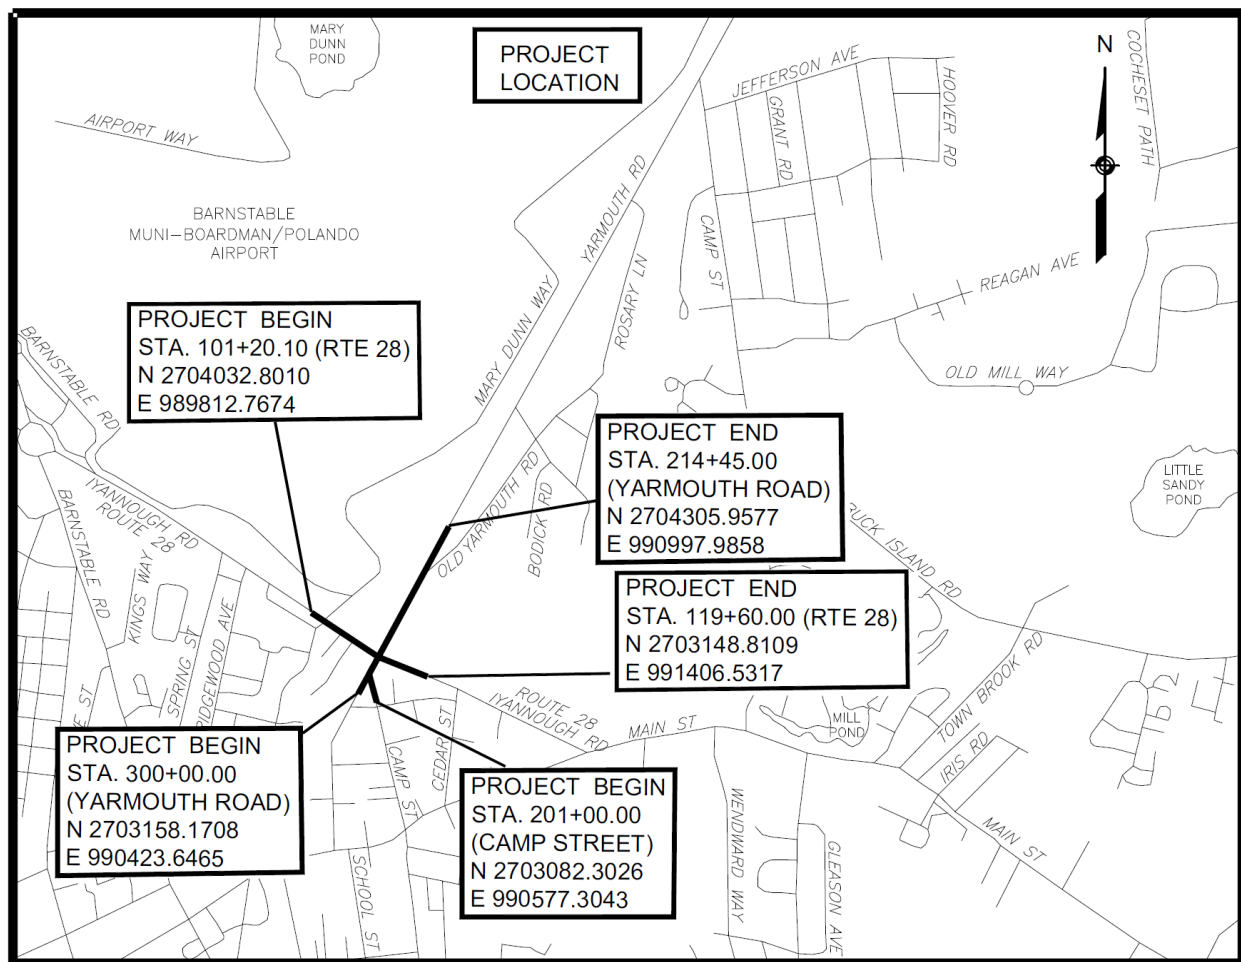 MARY
DUNN
POND
PROJECT
LOCATION
N
COCHESET PATH
JEFFERSON AVE
HOOVER RD
GRANT RD
AIRPORT WAY
YARMOUTH RD
BARNSTABLE
MUNI-BOARDMAN/POLANDO
AIRPORT
CAMP ST
REAGAN AVE
ROSARY LN
MARY DUNN WAY
PROJECT BEGIN
STA. 101+20.10 (RTE 28)
N 2704032.8010
E 989812.7674
BARNSTABLE RD
OLD MILL WAY
PROJECT END
STA. 214+45.00
(YARMOUTH ROAD)
N 2704305.9577
E 990997.9858
LITTLE
SANDY
POND
IYANNOUGH RD
ROUTE 28
BARNSTABLE RD
OLD YARMOUTH RD
BODICK RD
RUCK ISLAND RD
KINGS WAY
PROJECT END
STA. 119+60.00 (RTE 28)
N 2703148.8109
E 991406.5317
SPRING ST
RIDGEWOOD AVE
TOWN BROOK RD
VE ST
ROUTE 28
IYANNOUGH RD
MAIN ST
MILL
POND
CEDAR ST
CAMP ST
IRIS RD
PROJECT BEGIN
STA. 300+00.00
(YARMOUTH ROAD)
N 2703158.1708
E 990423.6465
PROJECT BEGIN
STA. 201+00.00
(CAMP STREET)
N 2703082.3026
E 990577.3043
WENDWARD WAY
MAIN ST
GLEASON AVE
SCHOOL ST